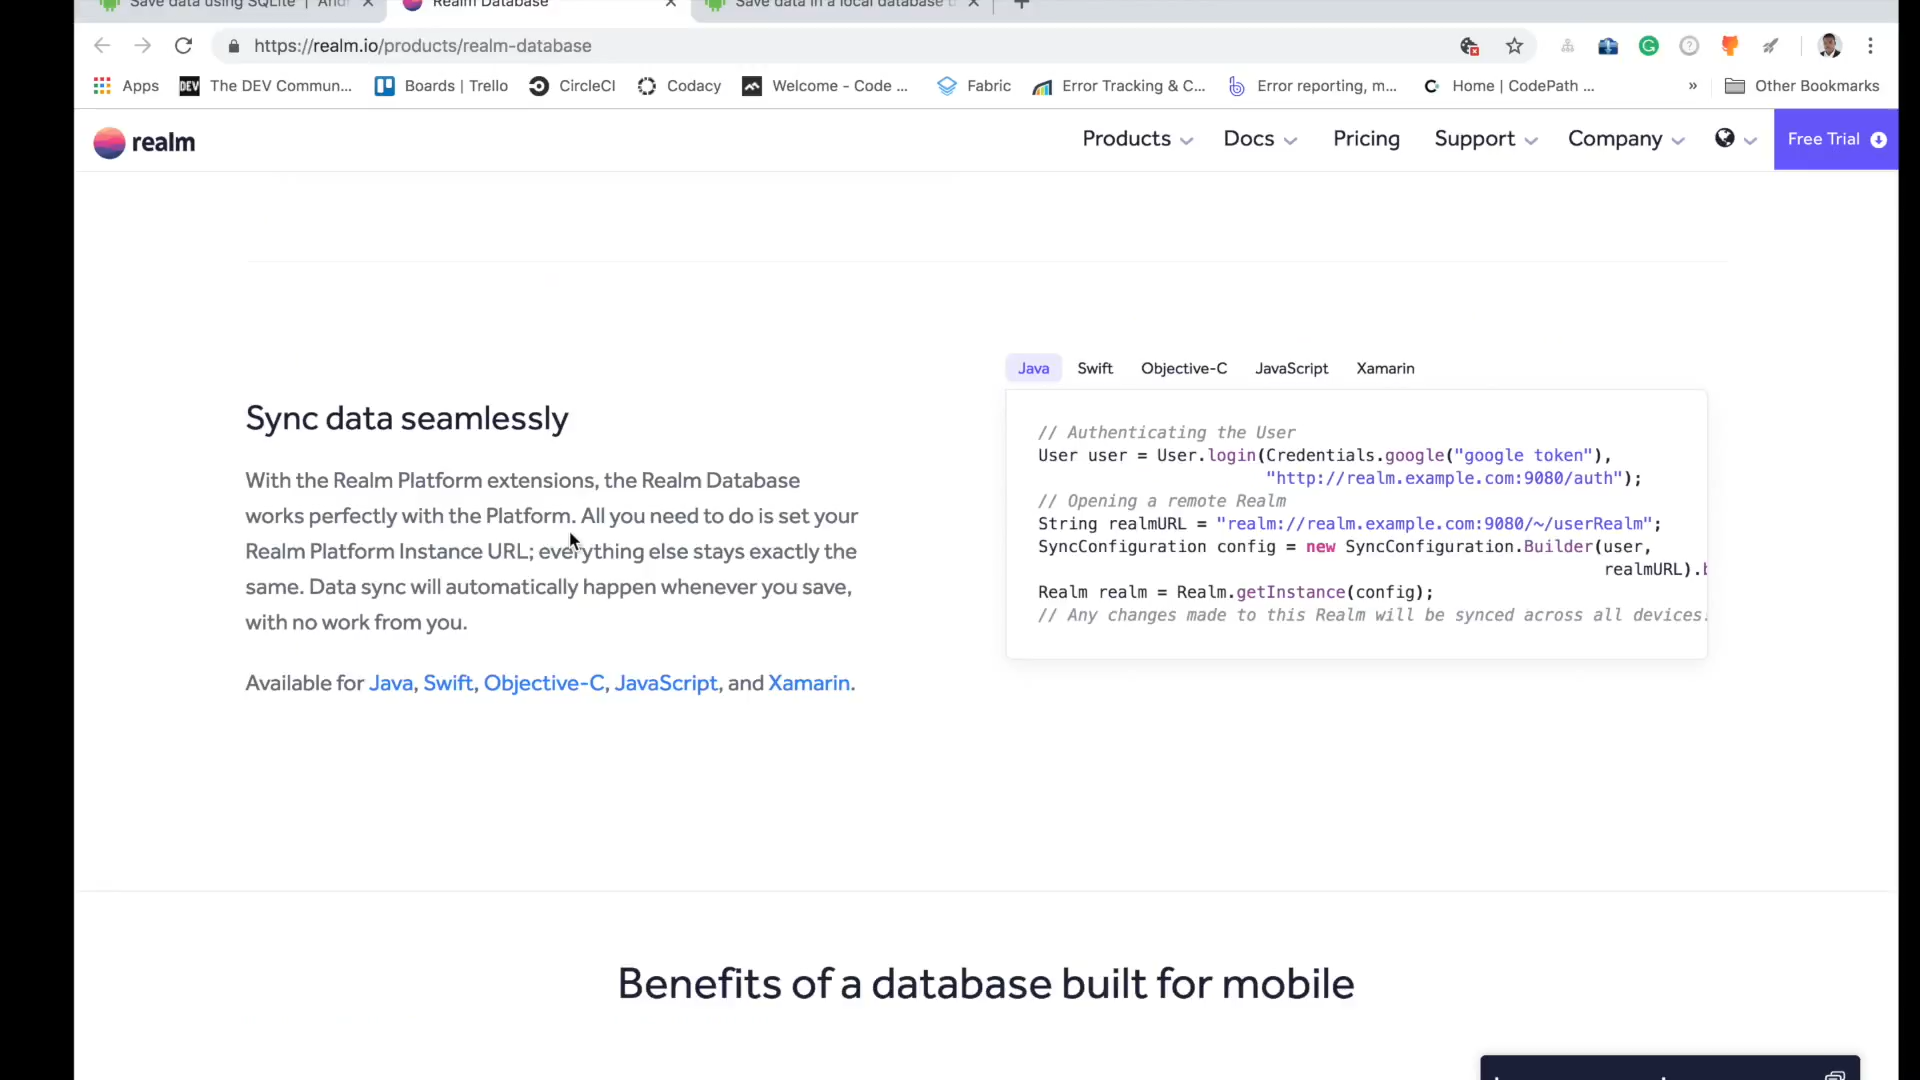 Save data using SQLite | And
Realm Database
Save data in a local database
https://realm.io/products/realm-database
Apps
DEV
The DEV Commun...
Boards | Trello
CircleCI
Codacy
Welcome - Code ...
Fabric
Error Tracking & C...
Error reporting, m...
Home | CodePath ...
»
Other Bookmarks
realm
Products
Docs
Pricing
Support
Company
Free Trial
Java
Swift
Objective-C
JavaScript
Xamarin
Sync data seamlessly
With the Realm Platform extensions, the Realm Database
works perfectly with the Platform. All you need to do is set your
Realm Platform Instance URL; everything else stays exactly the
same. Data sync will automatically happen whenever you save,
with no work from you.
Available for Java, Swift, Objective-C, JavaScript, and Xamarin.
// Authenticating the User
User user = User.login(Credentials.google("google token"),
"http://realm.example.com:9080/auth");
// Opening a remote Realm
String realmURL = "realm://realm.example.com:9080/~/userRealm";
SyncConfiguration config = new SyncConfiguration.Builder(user,
realmURL).b
Realm realm = Realm.getInstance(config);
// Any changes made to this Realm will be synced across all devices.
Benefits of a database built for mobile